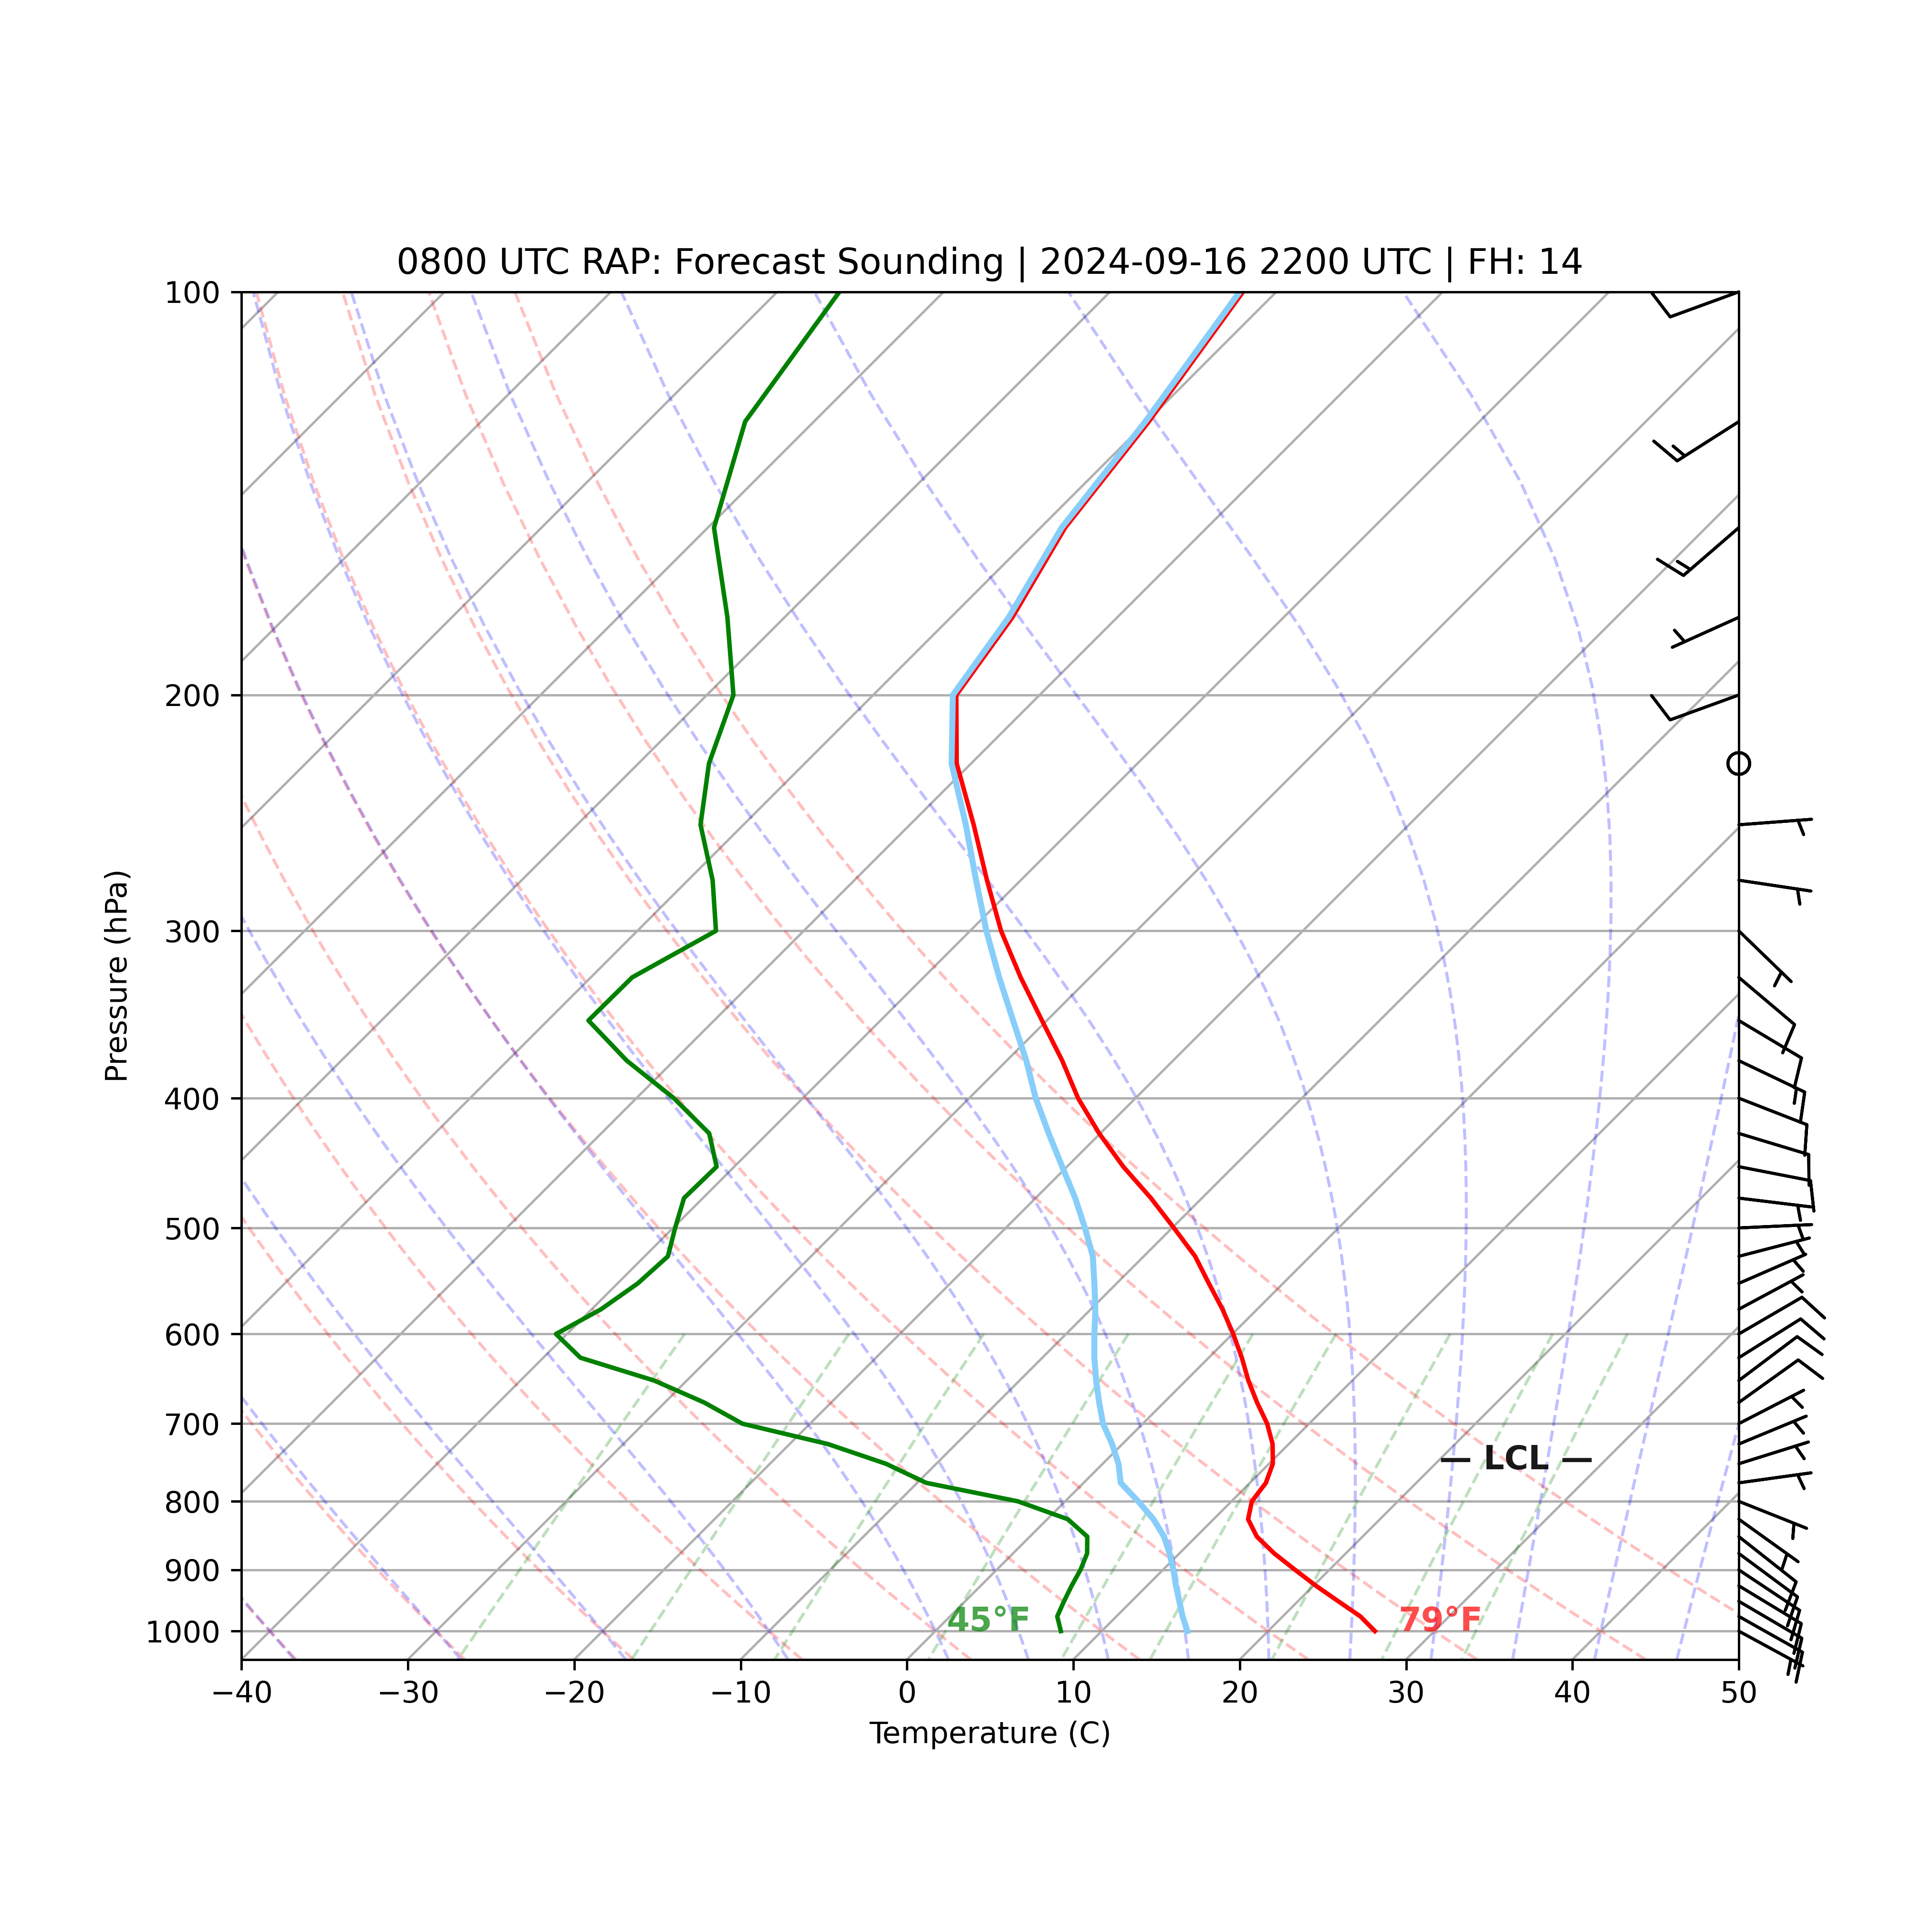 0800 UTC RAP: Forecast Sounding | 2024-09-16 2200 UTC | FH: 14
100
200
300
400
500
600
700
800
900
1000
Pressure (hPa)
— LCL —
45°F
79°F
−40 −30 −20 −10 0 10 20 30 40 50
Temperature (C)